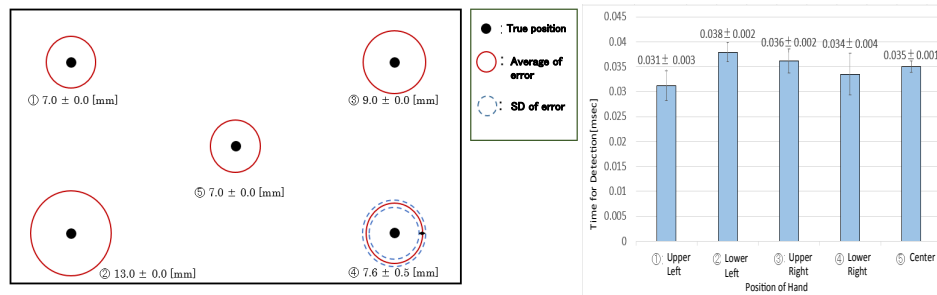 ① 7.0 ± 0.0 [mm]
③ 9.0 ± 0.0 [mm]
⑤ 7.0 ± 0.0 [mm]
② 13.0 ± 0.0 [mm]
④ 7.6 ± 0.5 [mm]
: True position
: Average of
error
: SD of error
Time for Detection[msec]
0.045
0.04
0.035
0.03
0.025
0.02
0.015
0.01
0.005
0
0.031± 0.003
0.038± 0.002
0.036± 0.002
0.034± 0.004
0.035± 0.001
①: Upper
Left
② Lower
Left
③: Upper
Right
④: Lower
Right
⑤: Center
Position of Hand